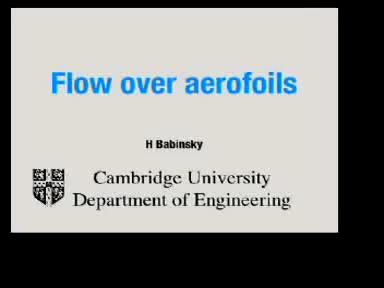 Flow over aerofoils
H Babinsky
Cambridge University
Department of Engineering